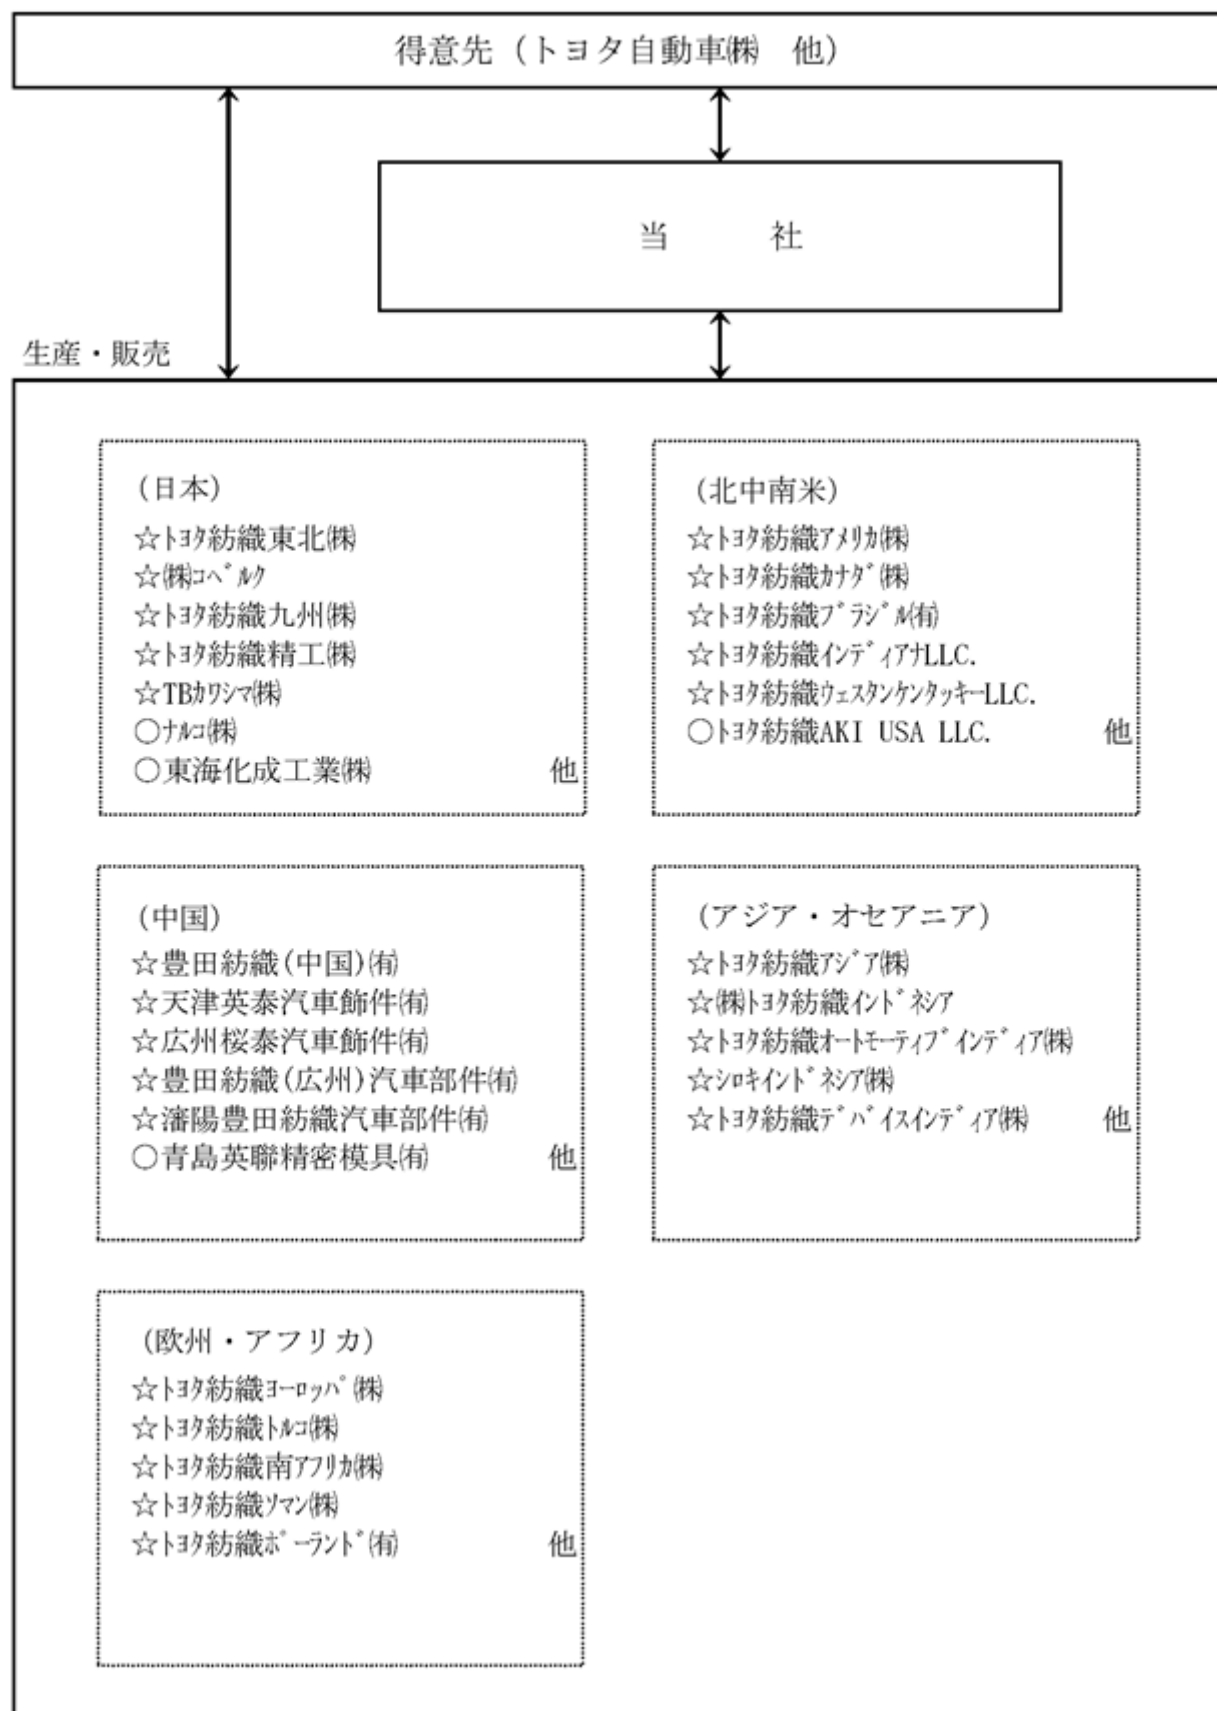 得意先（トヨタ自動車㈱　他）
当　　　社
生産・販売
（日本）
☆ﾄﾖﾀ紡織東北㈱
☆㈱ｺﾍﾞﾙｸ
☆ﾄﾖﾀ紡織九州㈱
☆ﾄﾖﾀ紡織精工㈱
☆TBｶﾜｼﾏ㈱
○ﾅﾙｺ㈱
○東海化成工業㈱　他
（北中南米）
☆ﾄﾖﾀ紡織ｱﾒﾘｶ㈱
☆ﾄﾖﾀ紡織ｶﾅﾀﾞ㈱
☆ﾄﾖﾀ紡織ﾌﾞﾗｼﾞﾙ㈲
☆ﾄﾖﾀ紡織ｲﾝﾃﾞｨｱﾅLLC.
☆ﾄﾖﾀ紡織ｳｪｽﾀﾝｹﾝﾀｯｷｰLLC.
○ﾄﾖﾀ紡織AKI USA LLC.　他
（中国）
☆豊田紡織(中国)㈲
☆天津英泰汽車飾件㈲
☆広州桜泰汽車飾件㈲
☆豊田紡織(広州)汽車部件㈲
☆瀋陽豊田紡織汽車部件㈲
○青島英聯精密模具㈲　他
（アジア・オセアニア）
☆ﾄﾖﾀ紡織ｱｼﾞｱ㈱
☆㈱ﾄﾖﾀ紡織ｲﾝﾄﾞﾈｼｱ
☆ﾄﾖﾀ紡織ｵｰﾄﾓｰﾃｨﾌﾞｲﾝﾃﾞｨｱ㈱
☆ｼﾛｷｲﾝﾄﾞﾈｼｱ㈱
☆ﾄﾖﾀ紡織ﾃﾞﾊﾞｲｽｲﾝﾃﾞｨｱ㈱　他
（欧州・アフリカ）
☆ﾄﾖﾀ紡織ﾖｰﾛｯﾊﾟ㈱
☆ﾄﾖﾀ紡織ﾄﾙｺ㈱
☆ﾄﾖﾀ紡織南ｱﾌﾘｶ㈱
☆ﾄﾖﾀ紡織ｿﾏﾝ㈱
☆ﾄﾖﾀ紡織ﾎﾟｰﾗﾝﾄﾞ㈲　他